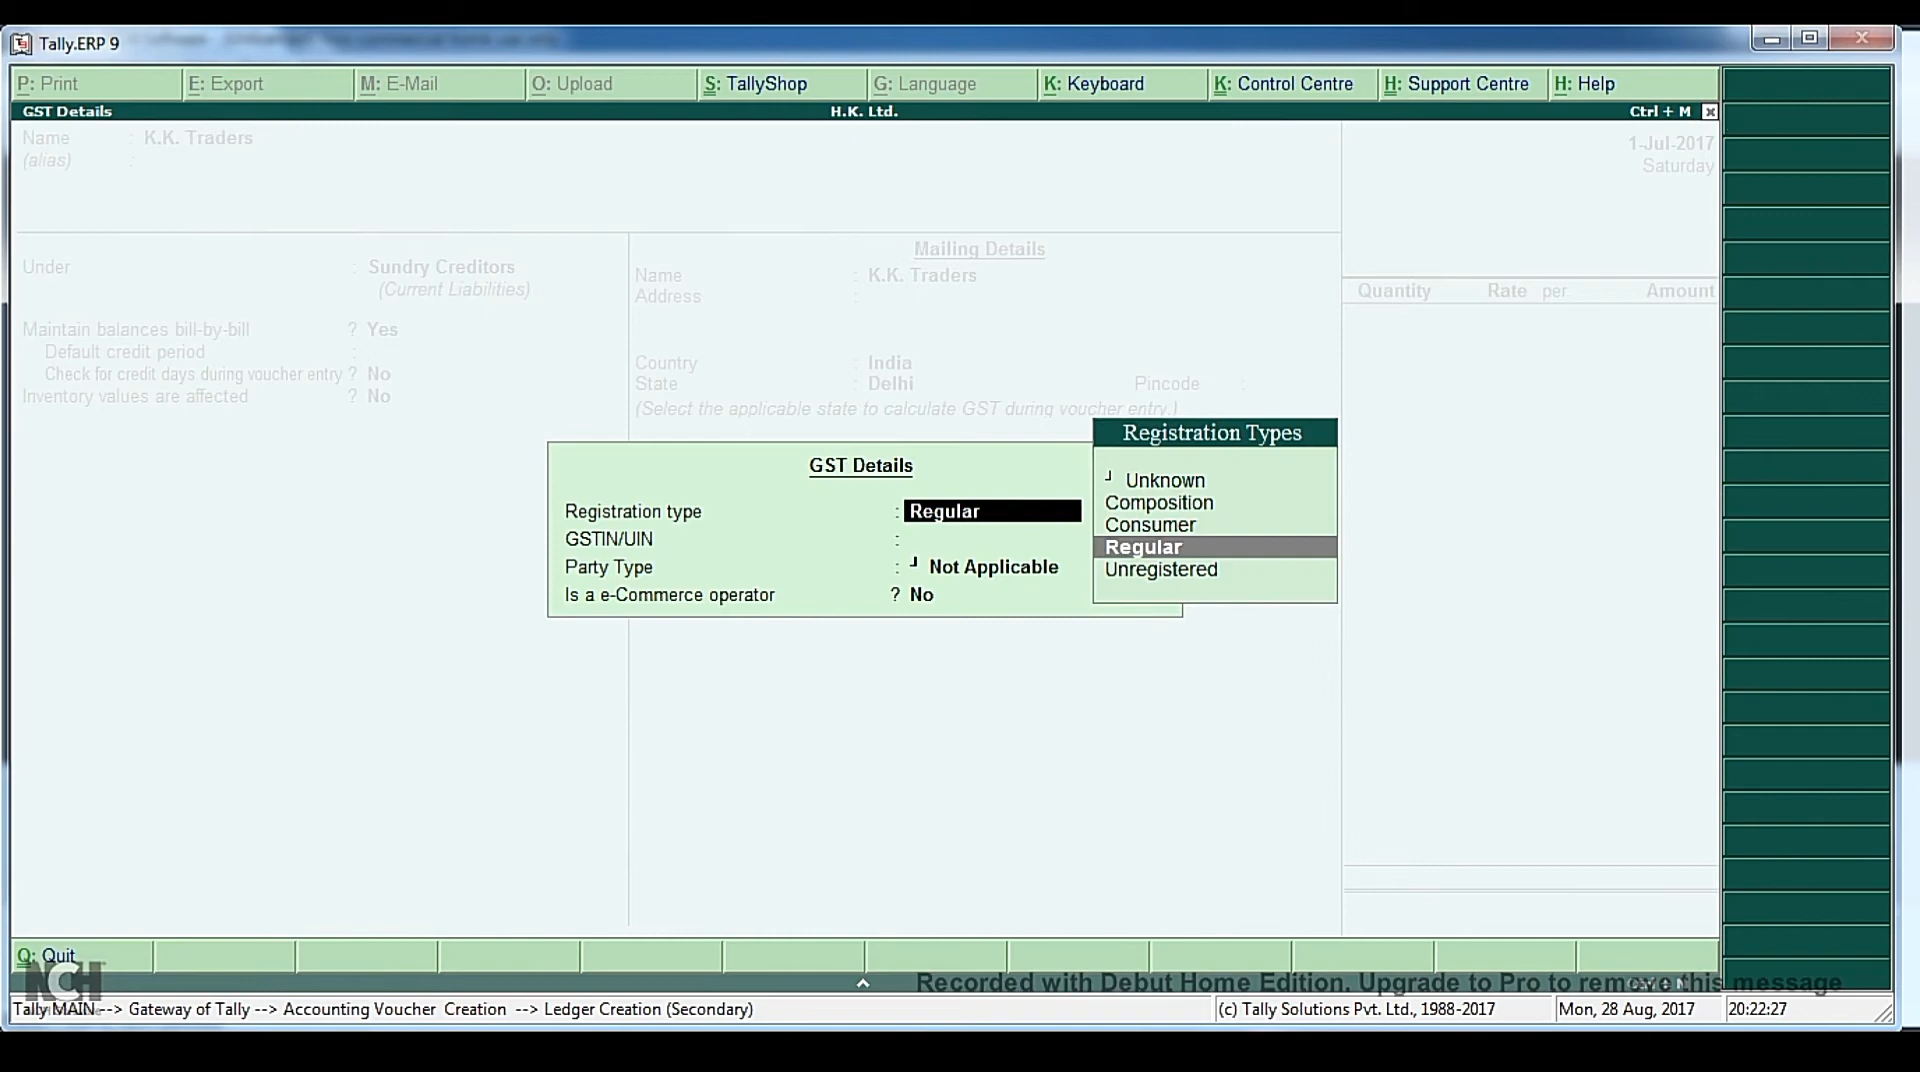 Tally.ERP 9
P: Print E: Export M: E-Mail O: Upload S: TallyShop G: Language K: Keyboard K: Control Centre H: Support Centre H: Help
GST Details H.K. Ltd. Ctrl + M
Name : K.K. Traders
(alias) :
1-Jul-2017
Saturday
Under : Sundry Creditors
(Current Liabilities)
Maintain balances bill-by-bill ? Yes
Default credit period :
Check for credit days during voucher entry ? No
Inventory values are affected ? No
Mailing Details
Name : K.K. Traders
Address :
Country : India
State : Delhi Pincode :
(Select the applicable state to calculate GST during voucher entry.)
Quantity Rate per Amount
GST Details
Registration type : Regular
GSTIN/UIN :
Party Type : ┘ Not Applicable
Is a e-Commerce operator ? No
Registration Types
┘ Unknown
Composition
Consumer
Regular
Unregistered
Q: Quit
NCH
Recorded with Debut Home Edition. Upgrade to Pro to remove this message
Tally MAIN --> Gateway of Tally --> Accounting Voucher Creation --> Ledger Creation (Secondary)
(c) Tally Solutions Pvt. Ltd., 1988-2017 Mon, 28 Aug, 2017 20:22:27